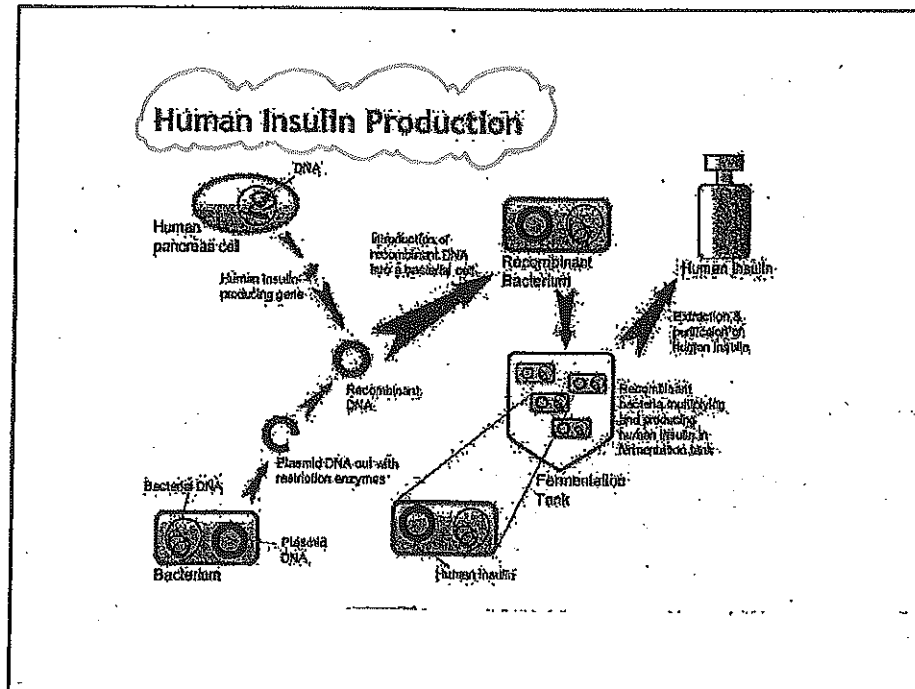 Human Insulin Production
DNA
Human
pancreas cell
Human Insulin
producing gene
Introduction of
recombinant DNA
into a bacterial cell
Recombinant
Bacterium
Human Insulin
Extraction &
purification of
human insulin
Recombinant
DNA
Recombinant
bacteria multiplying
and producing
human insulin in
fermentation tank
Plasmid DNA cut with
restriction enzymes
Fermentation
Tank
Bacterial DNA
Plasmid
DNA
Bacterium
Human Insulin